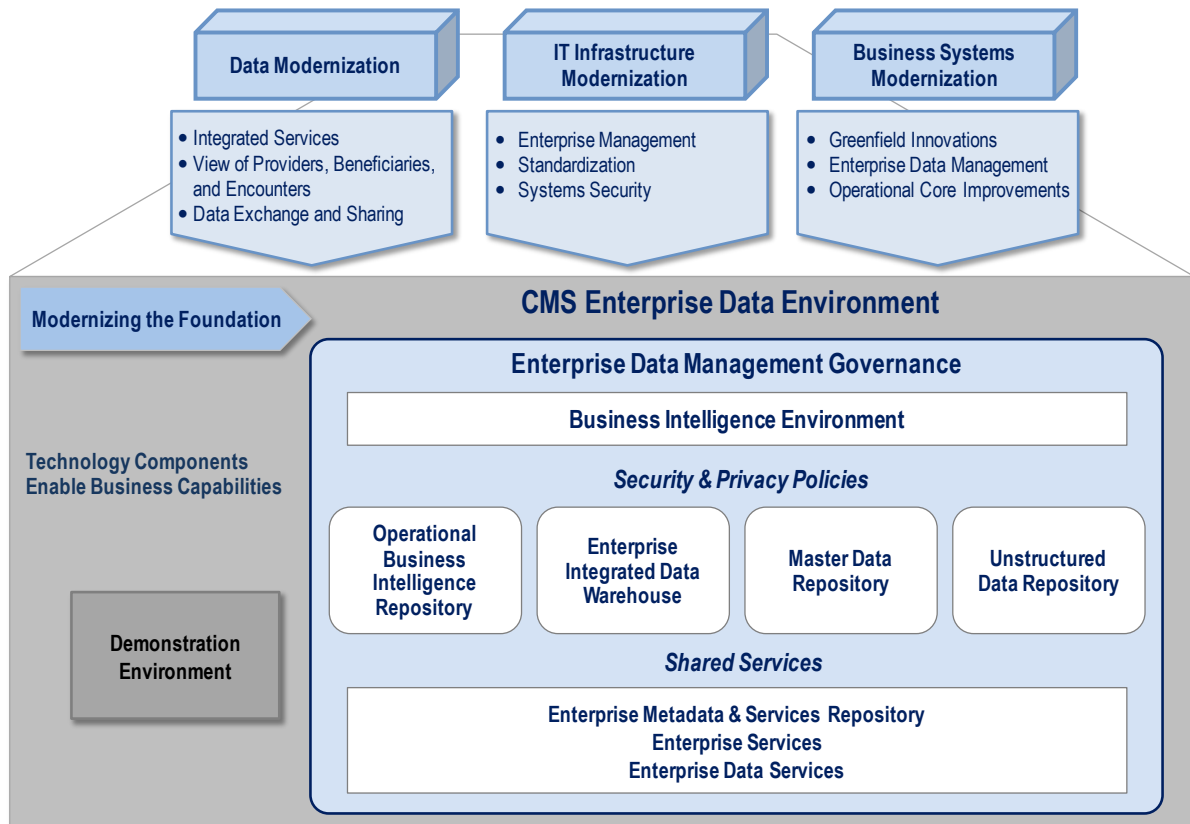 Data Modernization
IT Infrastructure
Modernization
Business Systems
Modernization
• Integrated Services
• View of Providers, Beneficiaries,
and Encounters
• Data Exchange and Sharing
• Enterprise Management
• Standardization
• Systems Security
• Greenfield Innovations
• Enterprise Data Management
• Operational Core Improvements
Modernizing the Foundation
CMS Enterprise Data Environment
Enterprise Data Management Governance
Business Intelligence Environment
Technology Components
Enable Business Capabilities
Security & Privacy Policies
Operational
Business
Intelligence
Repository
Enterprise
Integrated Data
Warehouse
Master Data
Repository
Unstructured
Data Repository
Demonstration
Environment
Shared Services
Enterprise Metadata & Services Repository
Enterprise Services
Enterprise Data Services